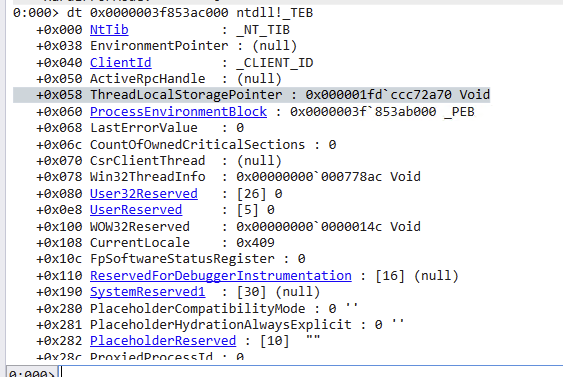 0:000> dt 0x0000003f853ac000 ntdll!_TEB
+0x000 NtTib : _NT_TIB
+0x038 EnvironmentPointer : (null)
+0x040 ClientId : _CLIENT_ID
+0x050 ActiveRpcHandle : (null)
+0x058 ThreadLocalStoragePointer : 0x000001fd`ccc72a70 Void
+0x060 ProcessEnvironmentBlock : 0x0000003f`853ab000 _PEB
+0x068 LastErrorValue : 0
+0x06c CountOfOwnedCriticalSections : 0
+0x070 CsrClientThread : (null)
+0x078 Win32ThreadInfo : 0x00000000`000778ac Void
+0x080 User32Reserved : [26] 0
+0x0e8 UserReserved : [5] 0
+0x100 WOW32Reserved : 0x00000000`0000014c Void
+0x108 CurrentLocale : 0x409
+0x10c FpSoftwareStatusRegister : 0
+0x110 ReservedForDebuggerInstrumentation : [16] (null)
+0x190 SystemReserved1 : [30] (null)
+0x280 PlaceholderCompatibilityMode : 0 ''
+0x281 PlaceholderHydrationAlwaysExplicit : 0 ''
+0x282 PlaceholderReserved : [10] ""
+0x28c ProxiedProcessId : 0
0:000>